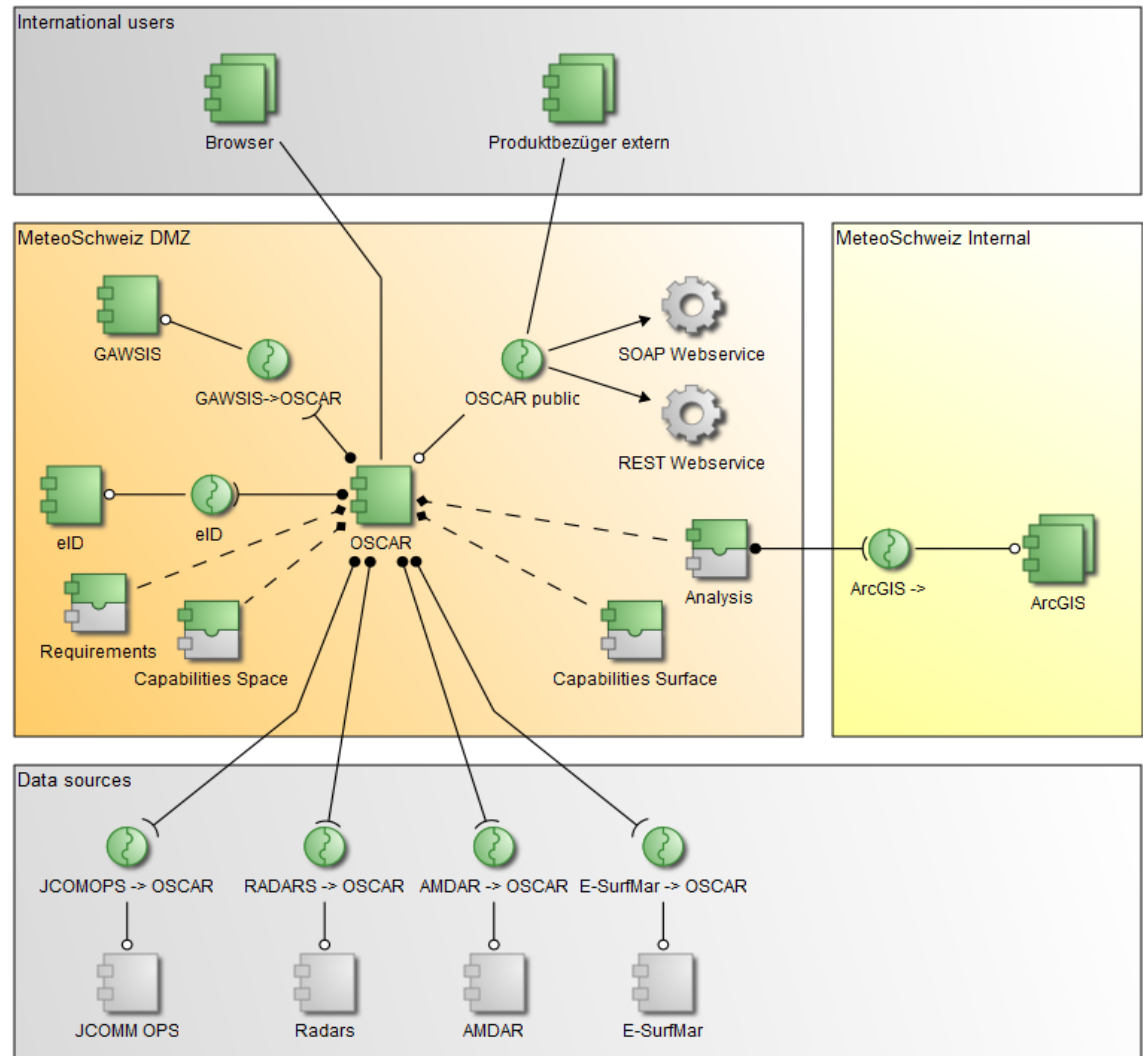 International users
Browser
Produktbezüger extern
MeteoSchweiz DMZ
MeteoSchweiz Internal
GAWSIS
GAWSIS->OSCAR
OSCAR public
SOAP Webservice
REST Webservice
eID
eID
OSCAR
Requirements
Capabilities Space
Capabilities Surface
Analysis
ArcGIS ->
ArcGIS
Data sources
JCOMOPS -> OSCAR
RADARS -> OSCAR
AMDAR -> OSCAR
E-SurfMar -> OSCAR
JCOMM OPS
Radars
AMDAR
E-SurfMar